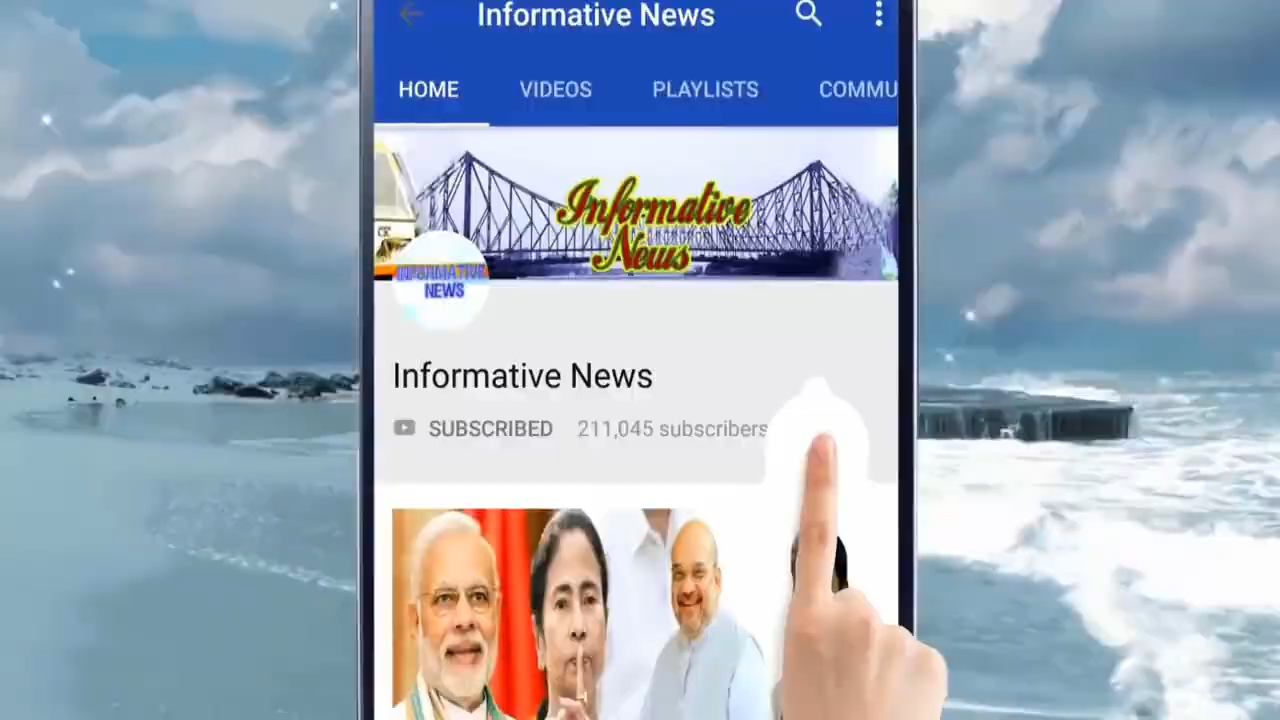 Informative News
HOME VIDEOS PLAYLISTS COMMU
Informative
News
INFORMATIVE
NEWS
Informative News
SUBSCRIBED 211,045 subscribers